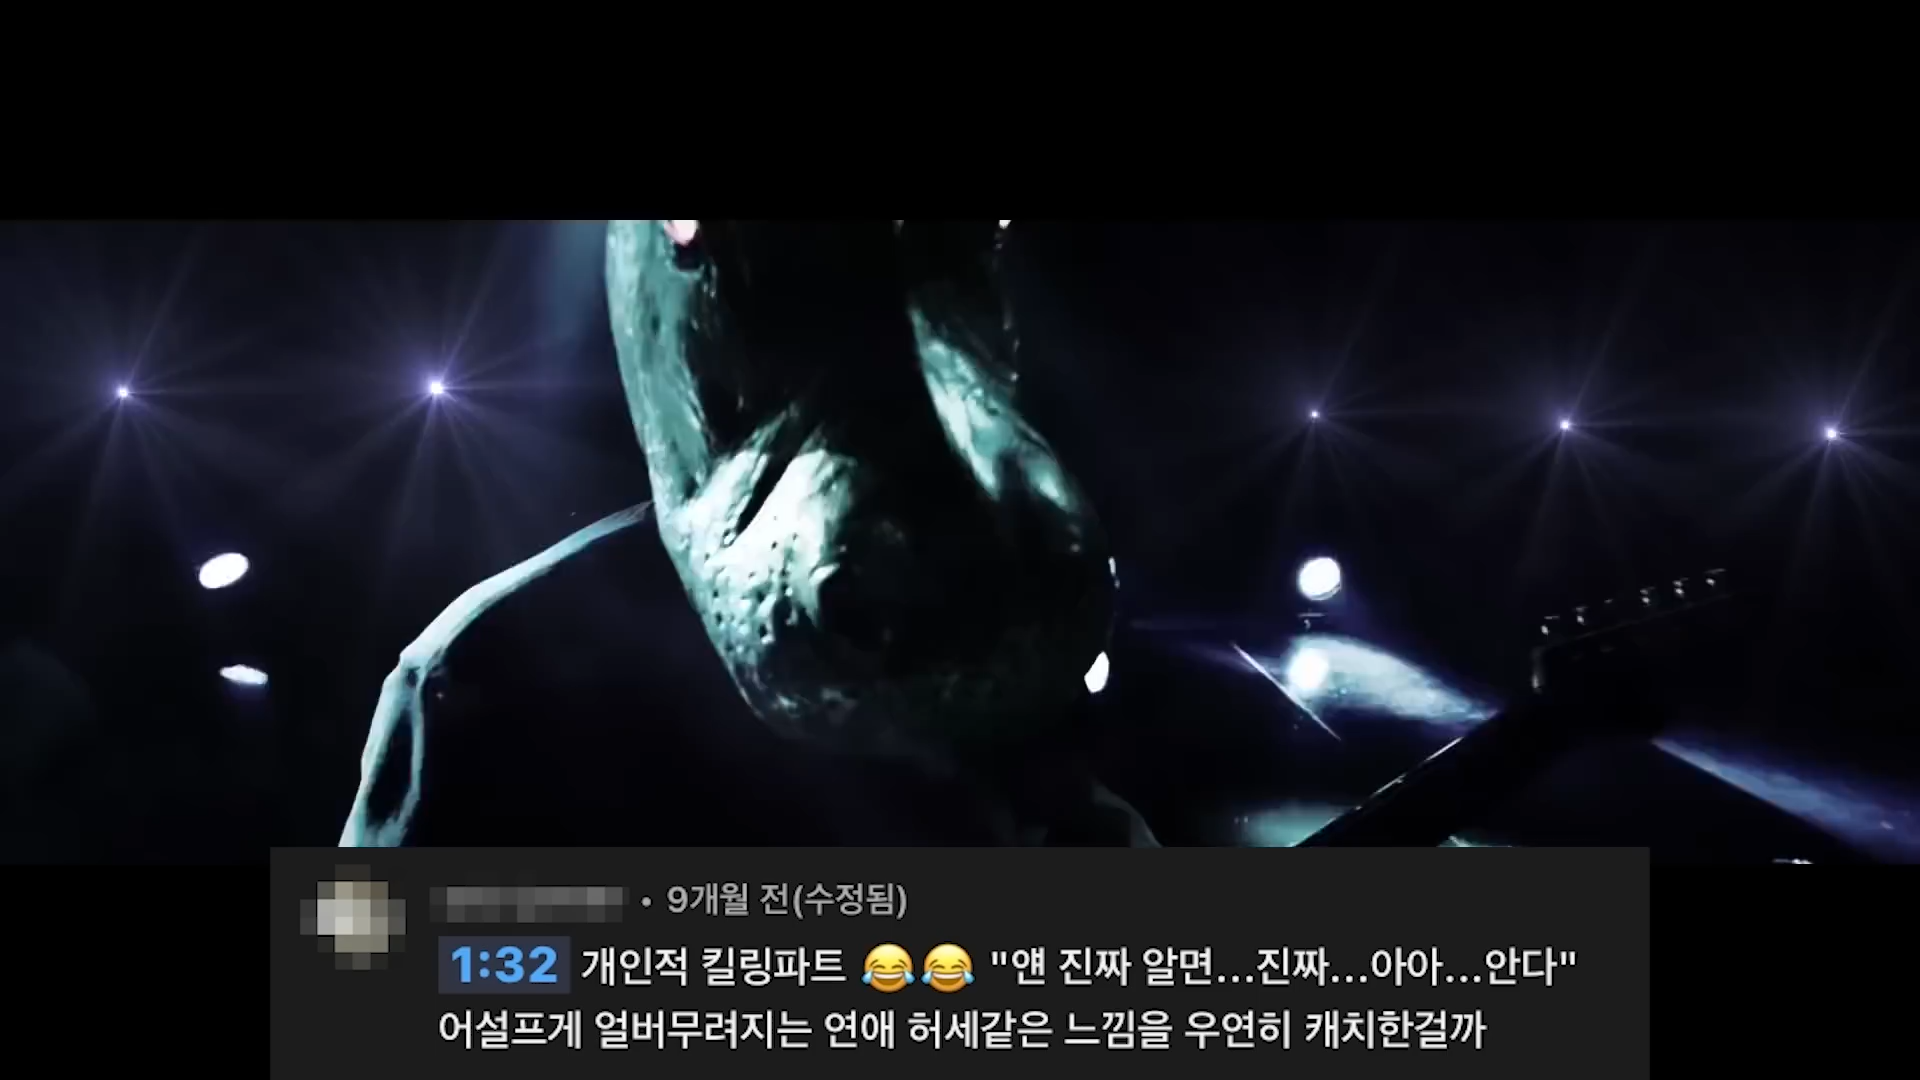 • 9개월 전(수정됨)
1:32 개인적 킬링파트 😂😂 "얜 진짜 알면...진짜...아아...안다"
어설프게 얼버무려지는 연애 허세같은 느낌을 우연히 캐치한걸까